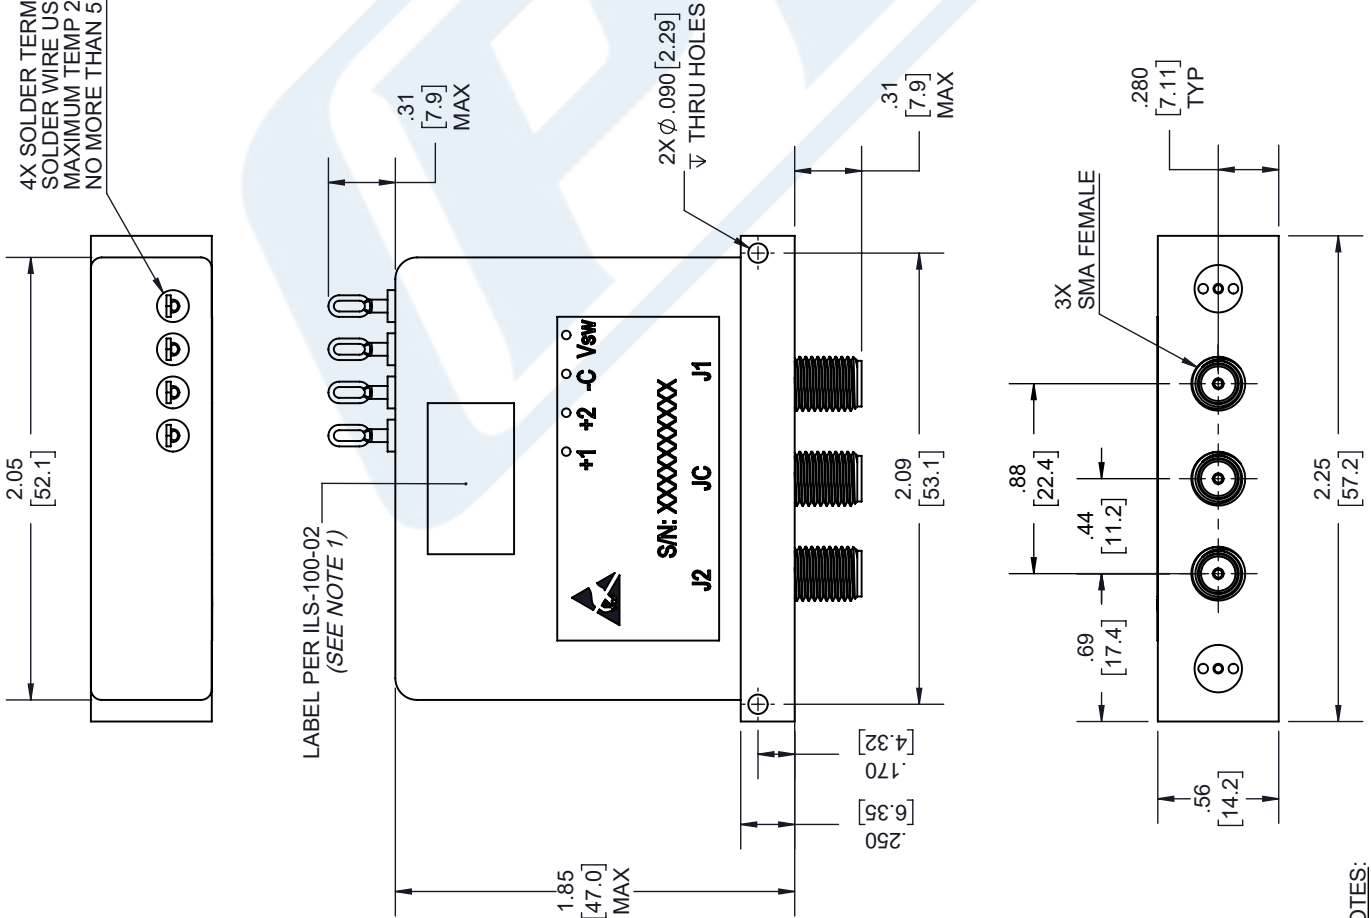 4X SOLDER TERM
SOLDER WIRE US
MAXIMUM TEMP 2
NO MORE THAN 5
2.05
[52.1]
.31
[7.9]
MAX
LABEL PER ILS-100-02
(SEE NOTE 1)
2X ⌀ .090 [2.29]
↧ THRU HOLES
+1 +2 -C Vsw
S/N: XXXXXXXXX
J2 JC J1
.31
[7.9]
MAX
2.09
[53.1]
.170
[4.32]
.250
[6.35]
1.85
[47.0]
MAX
.280
[7.11]
TYP
3X
SMA FEMALE
.88
[22.4]
.44
[11.2]
.69
[17.4]
2.25
[57.2]
.56
[14.2]
OTES: